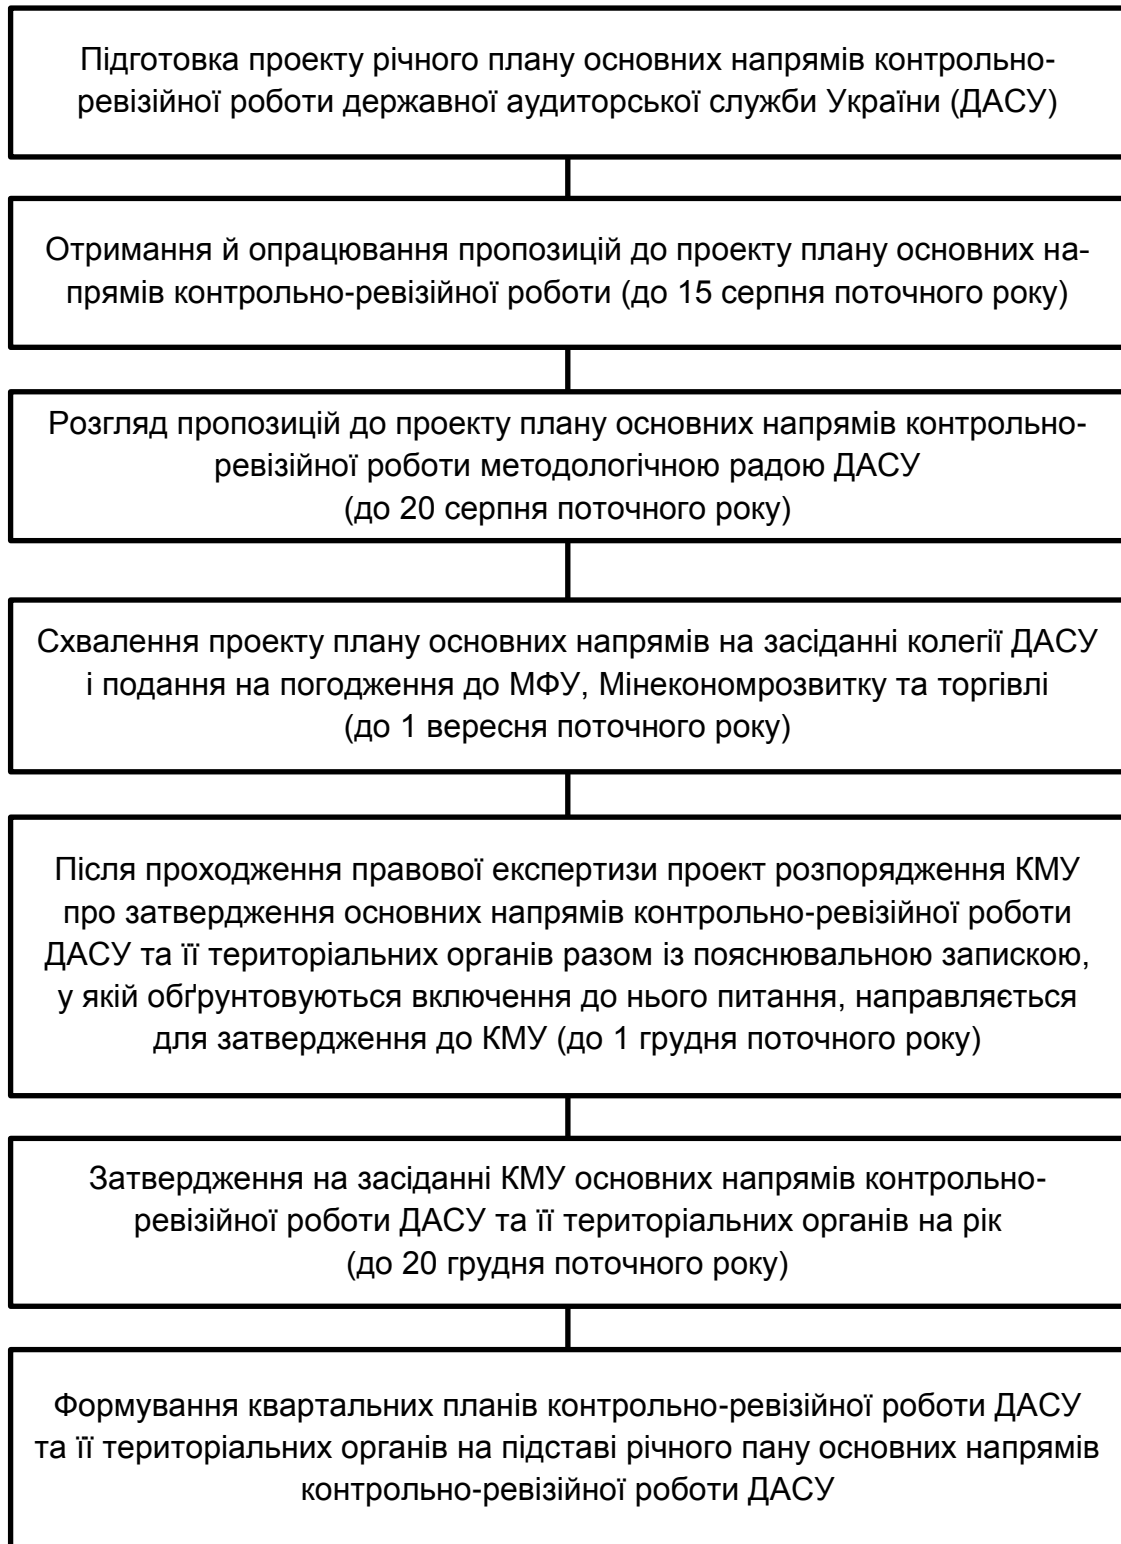 Підготовка проекту річного плану основних напрямів контрольно-
ревізійної роботи державної аудиторської служби України (ДАСУ)
Отримання й опрацювання пропозицій до проекту плану основних на-
прямів контрольно-ревізійної роботи (до 15 серпня поточного року)
Розгляд пропозицій до проекту плану основних напрямів контрольно-
ревізійної роботи методологічною радою ДАСУ
(до 20 серпня поточного року)
Схвалення проекту плану основних напрямів на засіданні колегії ДАСУ
і подання на погодження до МФУ, Мінекономрозвитку та торгівлі
(до 1 вересня поточного року)
Після проходження правової експертизи проект розпорядження КМУ
про затвердження основних напрямів контрольно-ревізійної роботи
ДАСУ та її територіальних органів разом із пояснювальною запискою,
у якій обґрунтовуються включення до нього питання, направляється
для затвердження до КМУ (до 1 грудня поточного року)
Затвердження на засіданні КМУ основних напрямів контрольно-
ревізійної роботи ДАСУ та її територіальних органів на рік
(до 20 грудня поточного року)
Формування квартальних планів контрольно-ревізійної роботи ДАСУ
та її територіальних органів на підставі річного пану основних напрямів
контрольно-ревізійної роботи ДАСУ